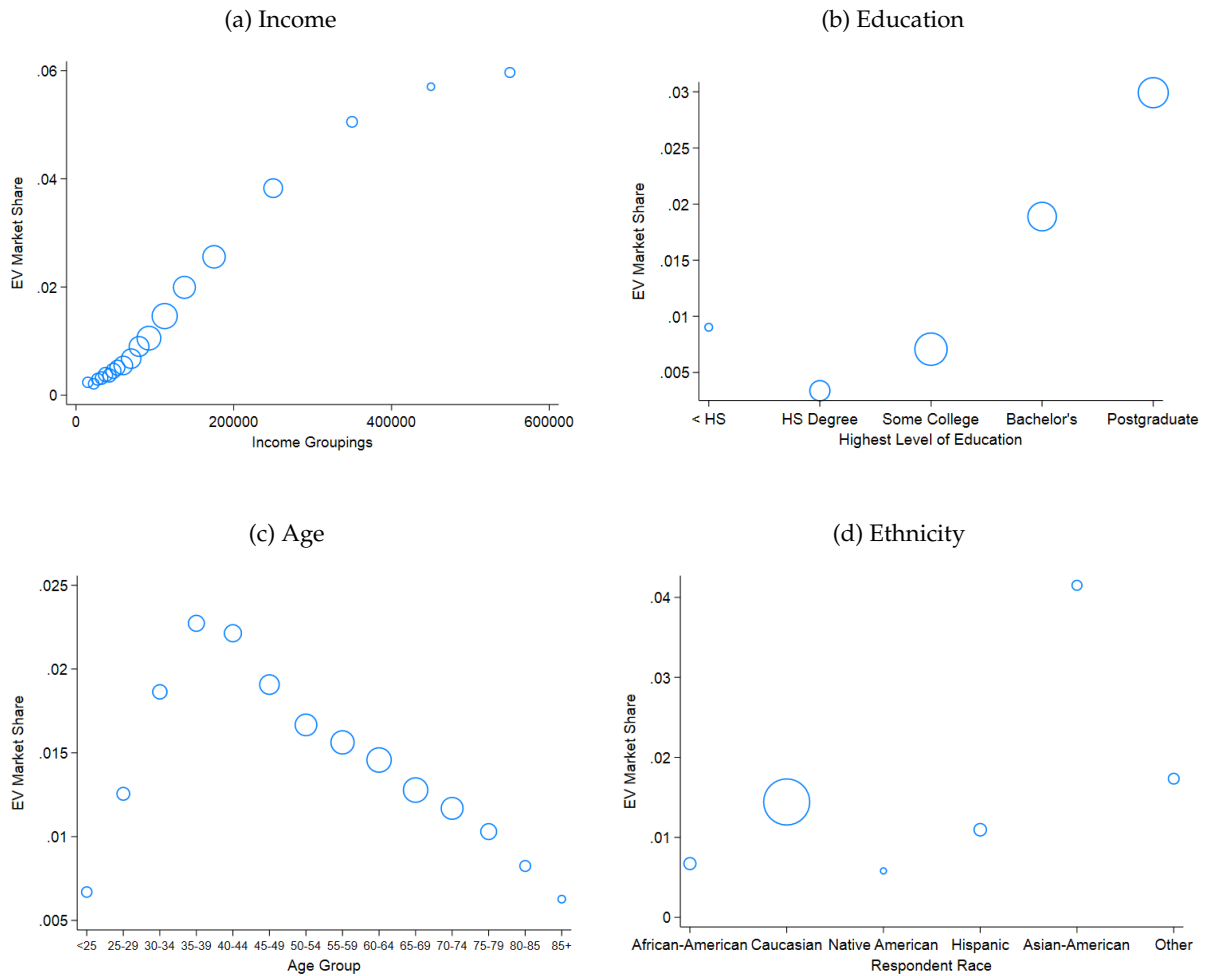 (a) Income
.06
.04
.02
0
EV Market Share
0 200000 400000 600000
Income Groupings
(b) Education
.03
.025
.02
.015
.01
.005
EV Market Share
< HS HS Degree Some College Bachelor's Postgraduate
Highest Level of Education
(c) Age
.025
.02
.015
.01
.005
EV Market Share
<25 25-29 30-34 35-39 40-44 45-49 50-54 55-59 60-64 65-69 70-74 75-79 80-85 85+
Age Group
(d) Ethnicity
.04
.03
.02
.01
0
EV Market Share
African-American Caucasian Native American Hispanic Asian-American Other
Respondent Race